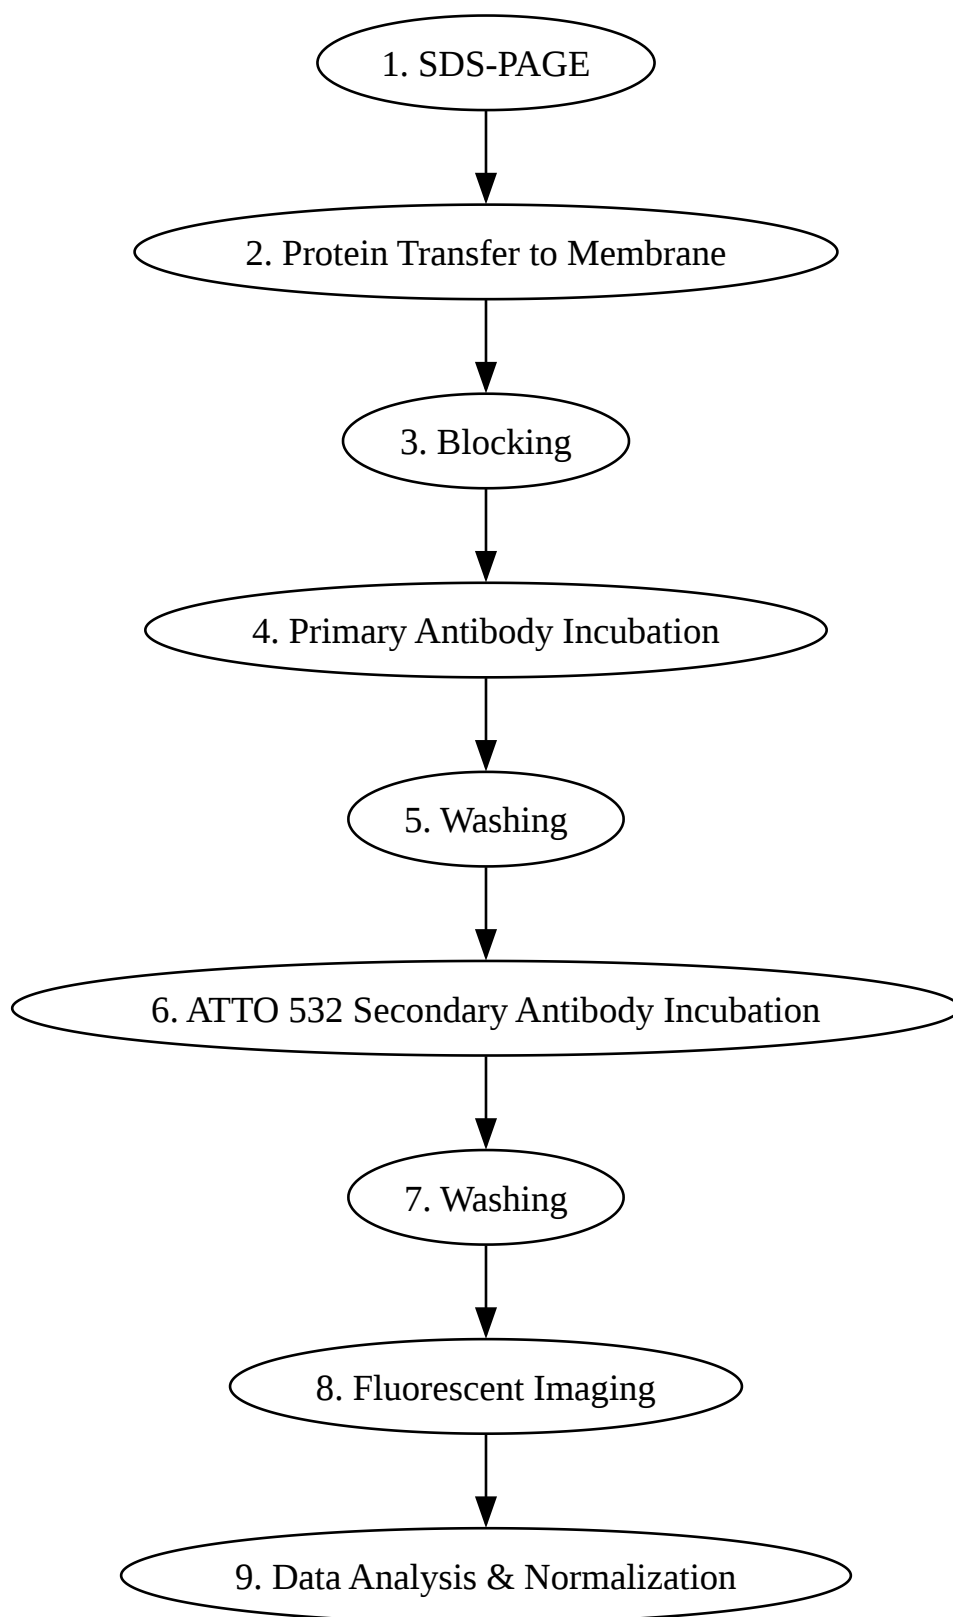 1. SDS-PAGE
2. Protein Transfer to Membrane
3. Blocking
4. Primary Antibody Incubation
5. Washing
6. ATTO 532 Secondary Antibody Incubation
7. Washing
8. Fluorescent Imaging
9. Data Analysis & Normalization